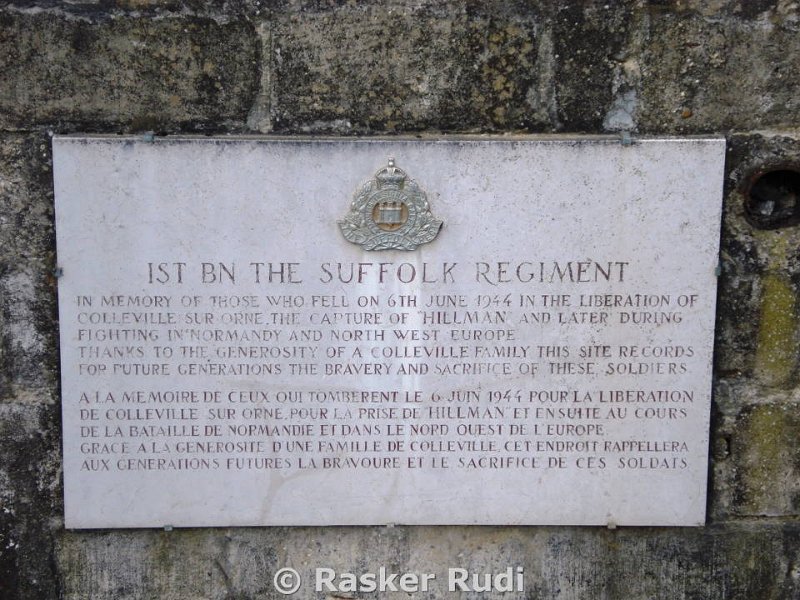 1ST BN THE SUFFOLK REGIMENT
IN MEMORY OF THOSE WHO FELL ON 6TH JUNE 1944 IN THE LIBERATION OF
COLLEVILLE SUR ORNE, THE CAPTURE OF "HILLMAN" AND LATER DURING
FIGHTING IN NORMANDY AND NORTH WEST EUROPE
THANKS TO THE GENEROSITY OF A COLLEVILLE FAMILY THIS SITE RECORDS
FOR FUTURE GENERATIONS THE BRAVERY AND SACRIFICE OF THESE SOLDIERS.
A LA MEMOIRE DE CEUX QUI TOMBERENT LE 6 JUIN 1944 POUR LA LIBERATION
DE COLLEVILLE SUR ORNE, POUR LA PRISE DE "HILLMAN" ET ENSUITE AU COURS
DE LA BATAILLE DE NORMANDIE ET DANS LE NORD OUEST DE L'EUROPE
GRACE A LA GENEROSITE D'UNE FAMILLE DE COLLEVILLE, CET ENDROIT RAPPELLERA
AUX GENERATIONS FUTURES LA BRAVOURE ET LE SACRIFICE DE CES SOLDATS
© Rasker Rudi